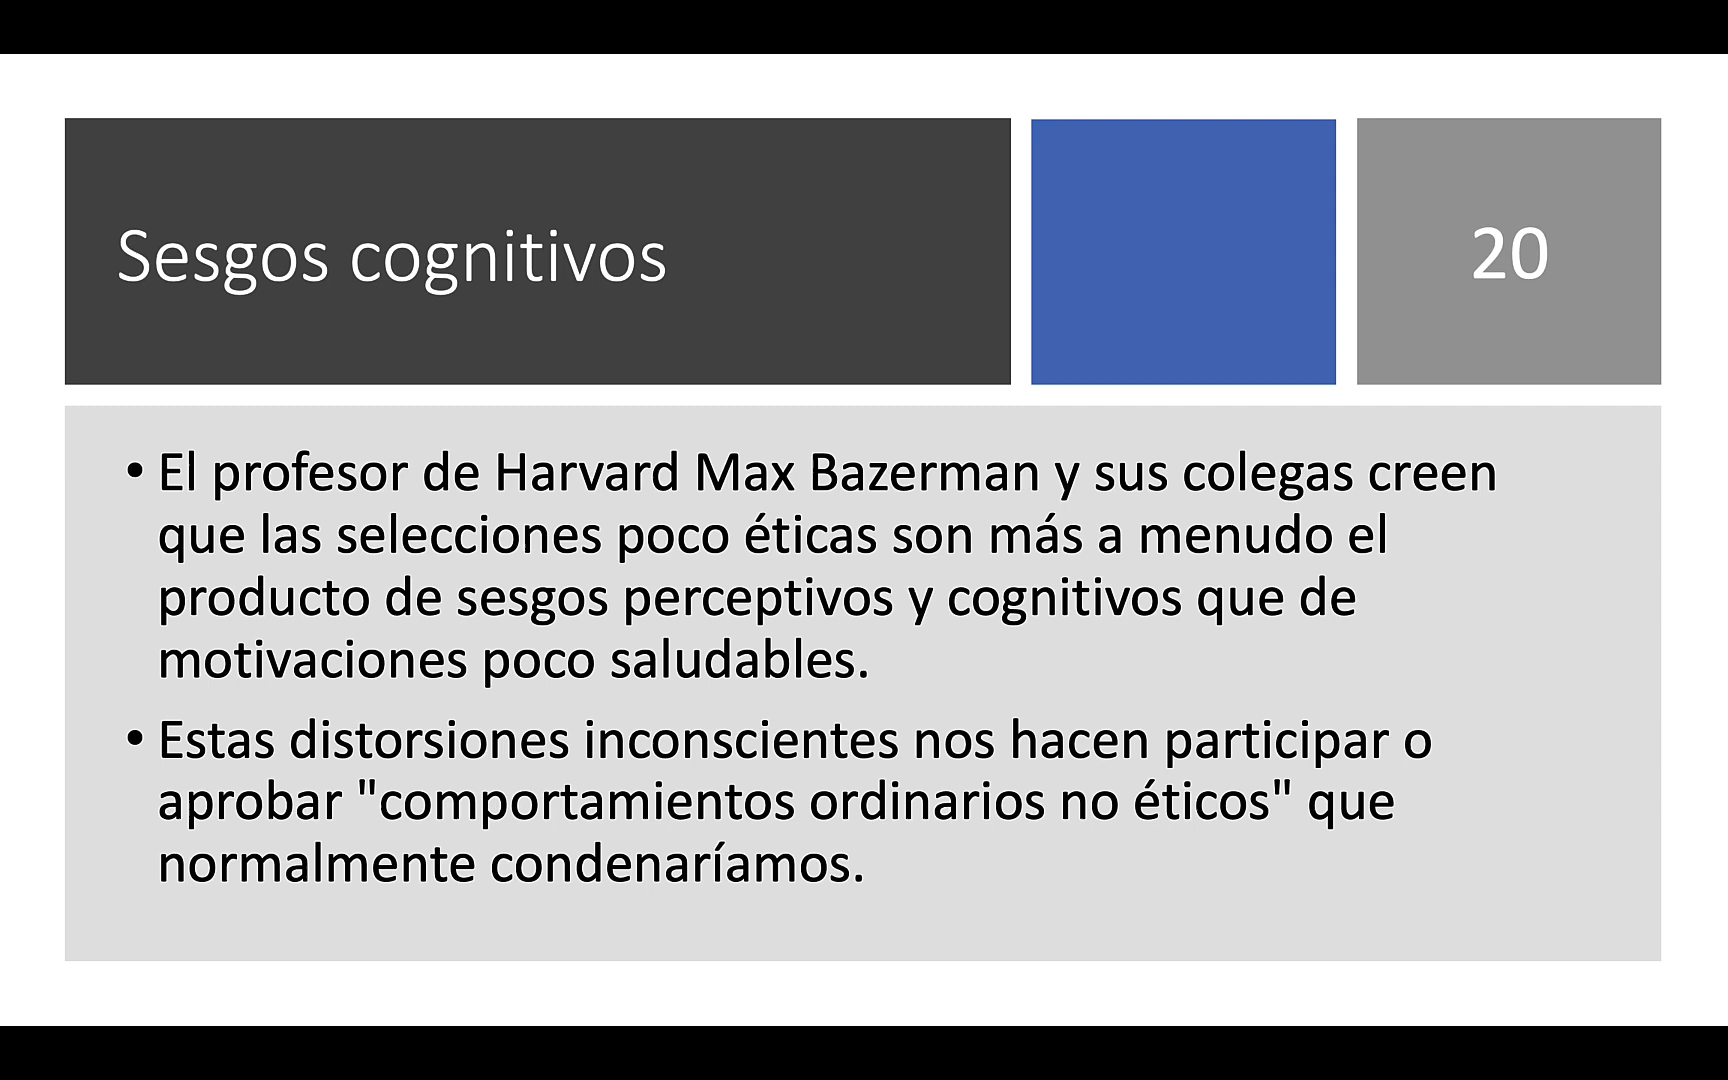 Sesgos cognitivos
20
• El profesor de Harvard Max Bazerman y sus colegas creen
que las selecciones poco éticas son más a menudo el
producto de sesgos perceptivos y cognitivos que de
motivaciones poco saludables.
• Estas distorsiones inconscientes nos hacen participar o
aprobar "comportamientos ordinarios no éticos" que
normalmente condenaríamos.